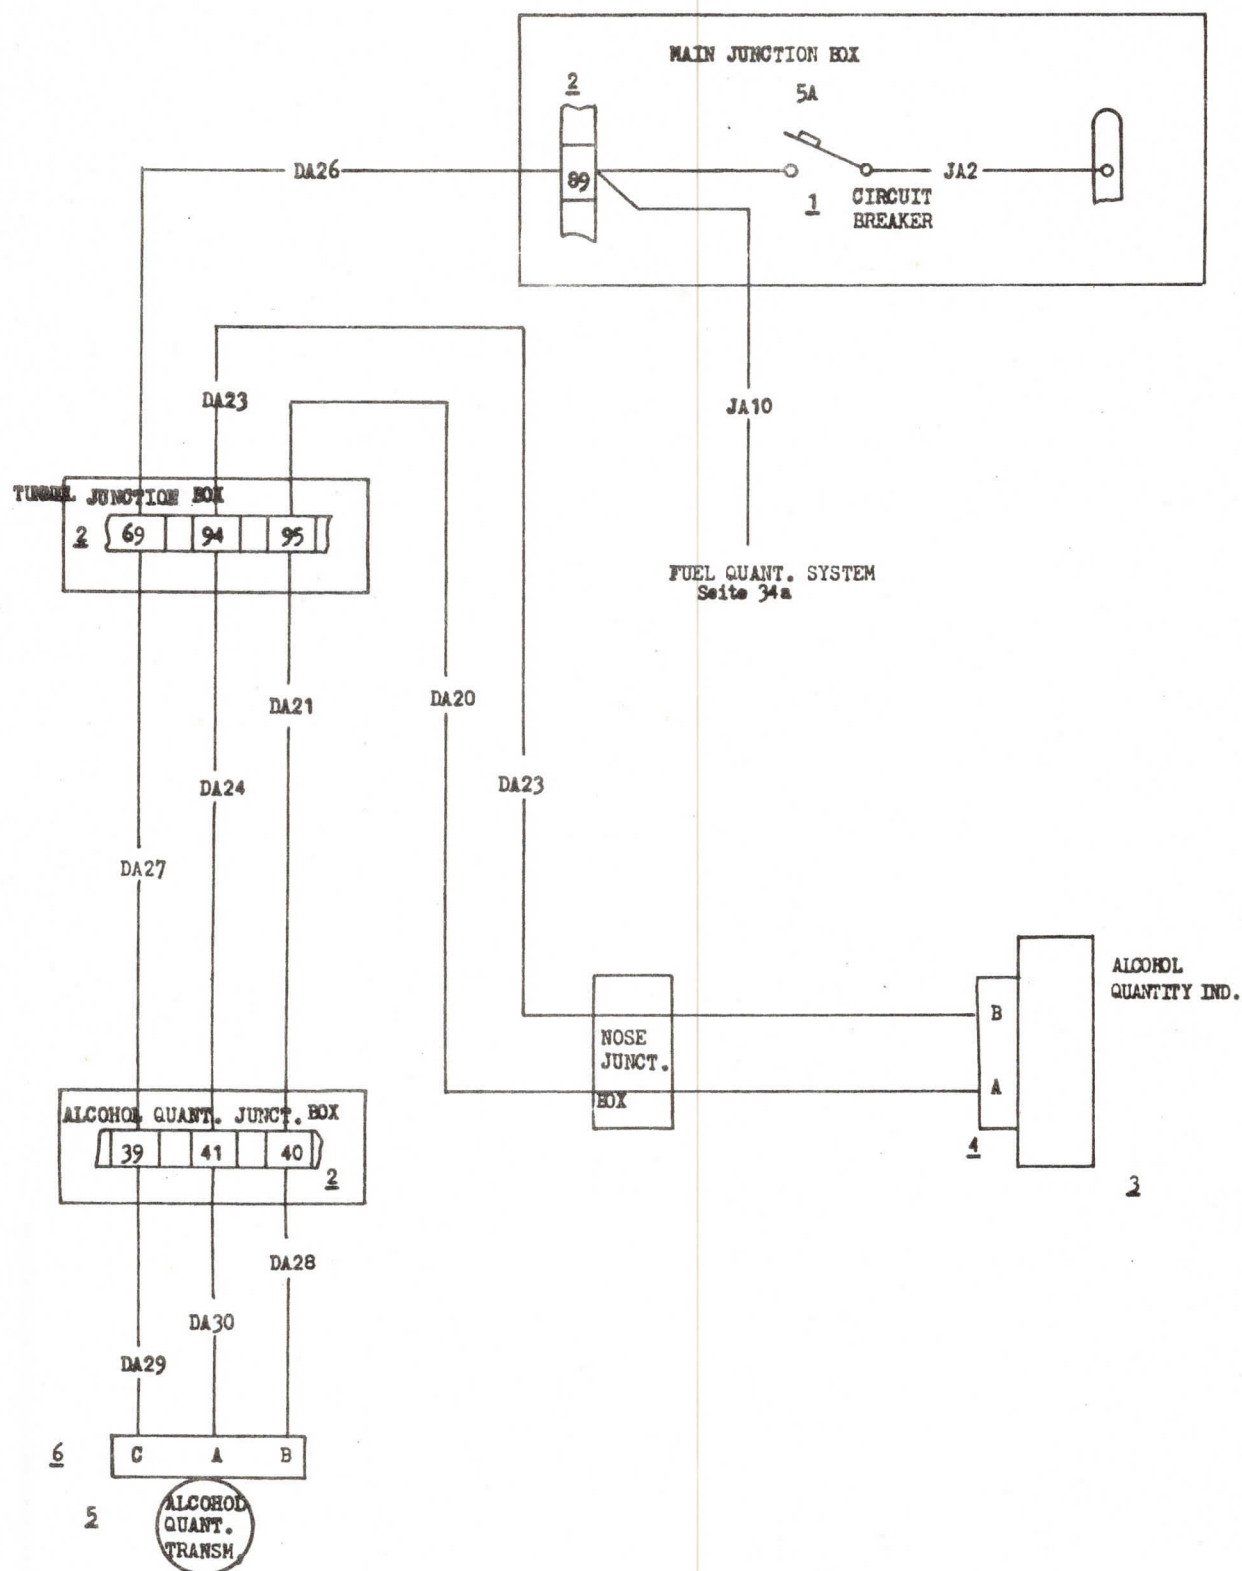 MAIN JUNCTION BOX
2
5A
DA26
89
JA2
1
CIRCUIT
BREAKER
DA23
JA10
TUNNEL JUNCTION BOX
2
69
94
95
FUEL QUANT. SYSTEM
Seite 34a
DA21
DA20
DA24
DA23
DA27
ALCOHOL
QUANTITY IND.
B
NOSE
JUNCT.
BOX
A
ALCOHOL QUANT. JUNCT. BOX
39
41
40
2
4
3
DA28
DA30
DA29
6
C
A
B
5
ALCOHOL
QUANT.
TRANSM.